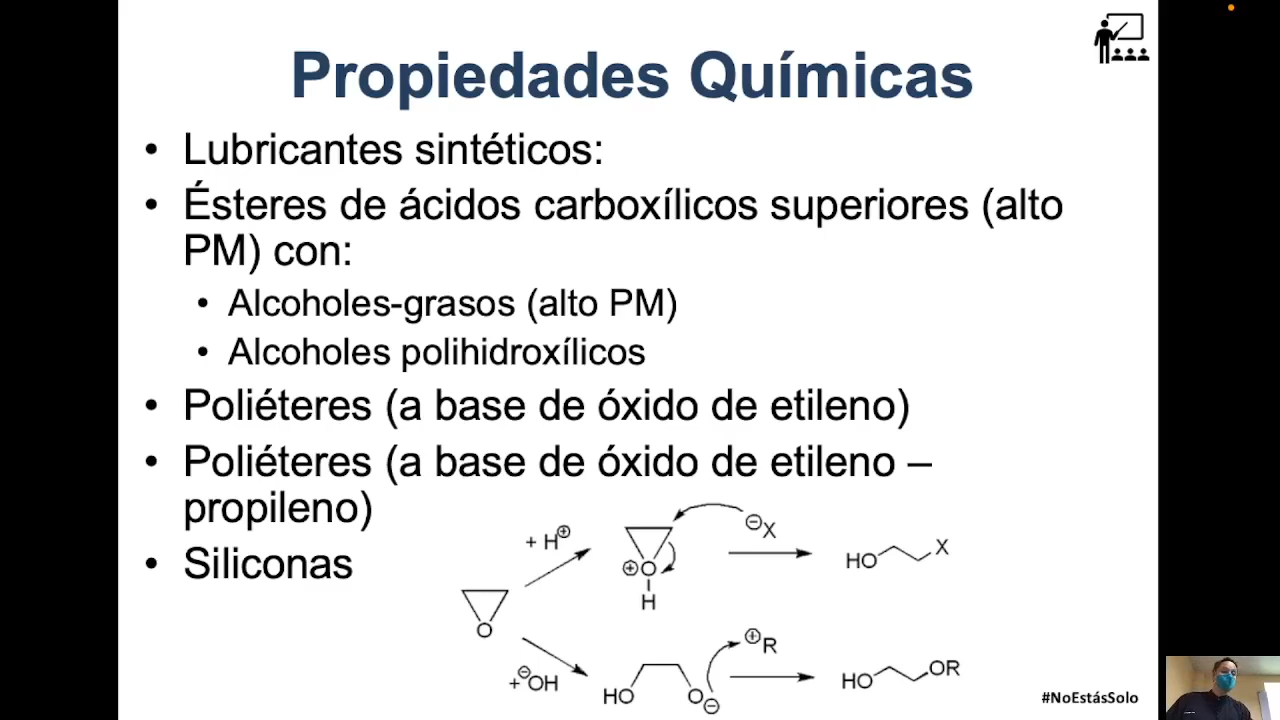 Propiedades Químicas
• Lubricantes sintéticos:
• Ésteres de ácidos carboxílicos superiores (alto
PM) con:
• Alcoholes-grasos (alto PM)
• Alcoholes polihidroxílicos
• Poliéteres (a base de óxido de etileno)
• Poliéteres (a base de óxido de etileno –
propileno)
• Siliconas
+ H⊕
⊖X
⊕O
H
HO X
O
+⊖OH
HO O⊖
⊕R
HO OR
#NoEstásSolo